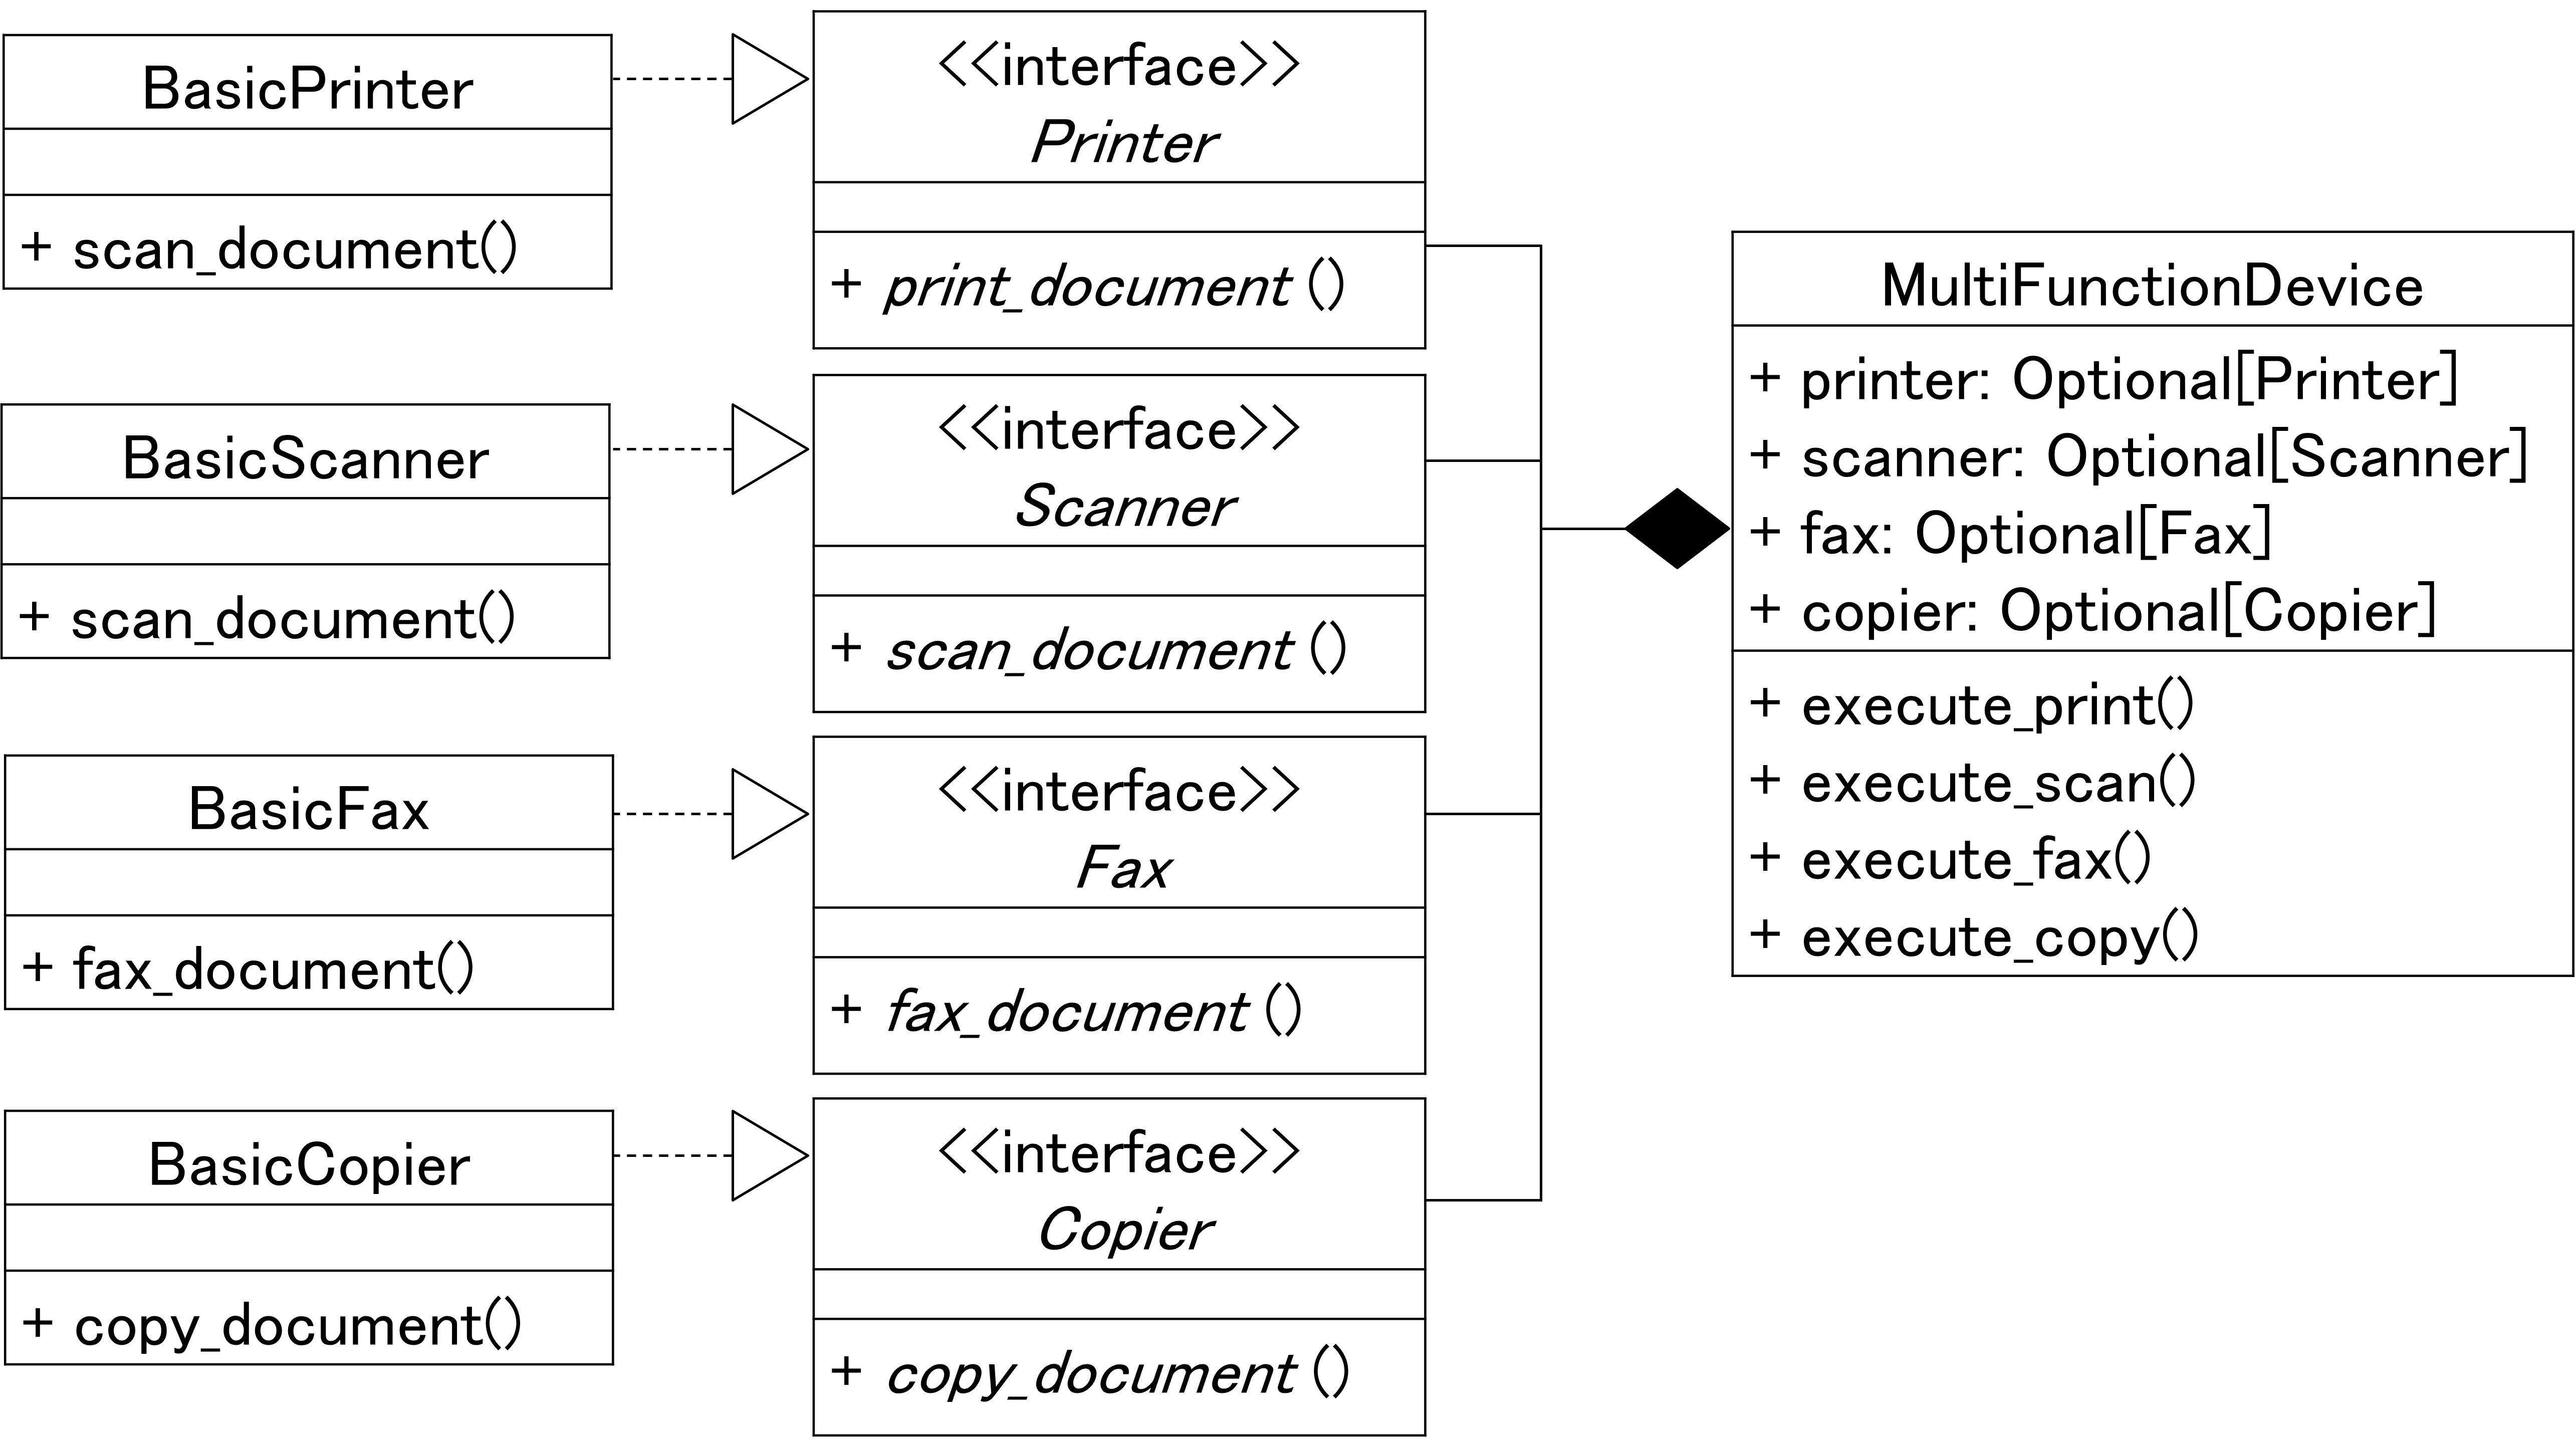 BasicPrinter
+ scan_document()
<<interface>>
Printer
+ print_document ()
BasicScanner
+ scan_document()
<<interface>>
Scanner
+ scan_document ()
BasicFax
+ fax_document()
<<interface>>
Fax
+ fax_document ()
BasicCopier
+ copy_document()
<<interface>>
Copier
+ copy_document ()
MultiFunctionDevice
+ printer: Optional[Printer]
+ scanner: Optional[Scanner]
+ fax: Optional[Fax]
+ copier: Optional[Copier]
+ execute_print()
+ execute_scan()
+ execute_fax()
+ execute_copy()